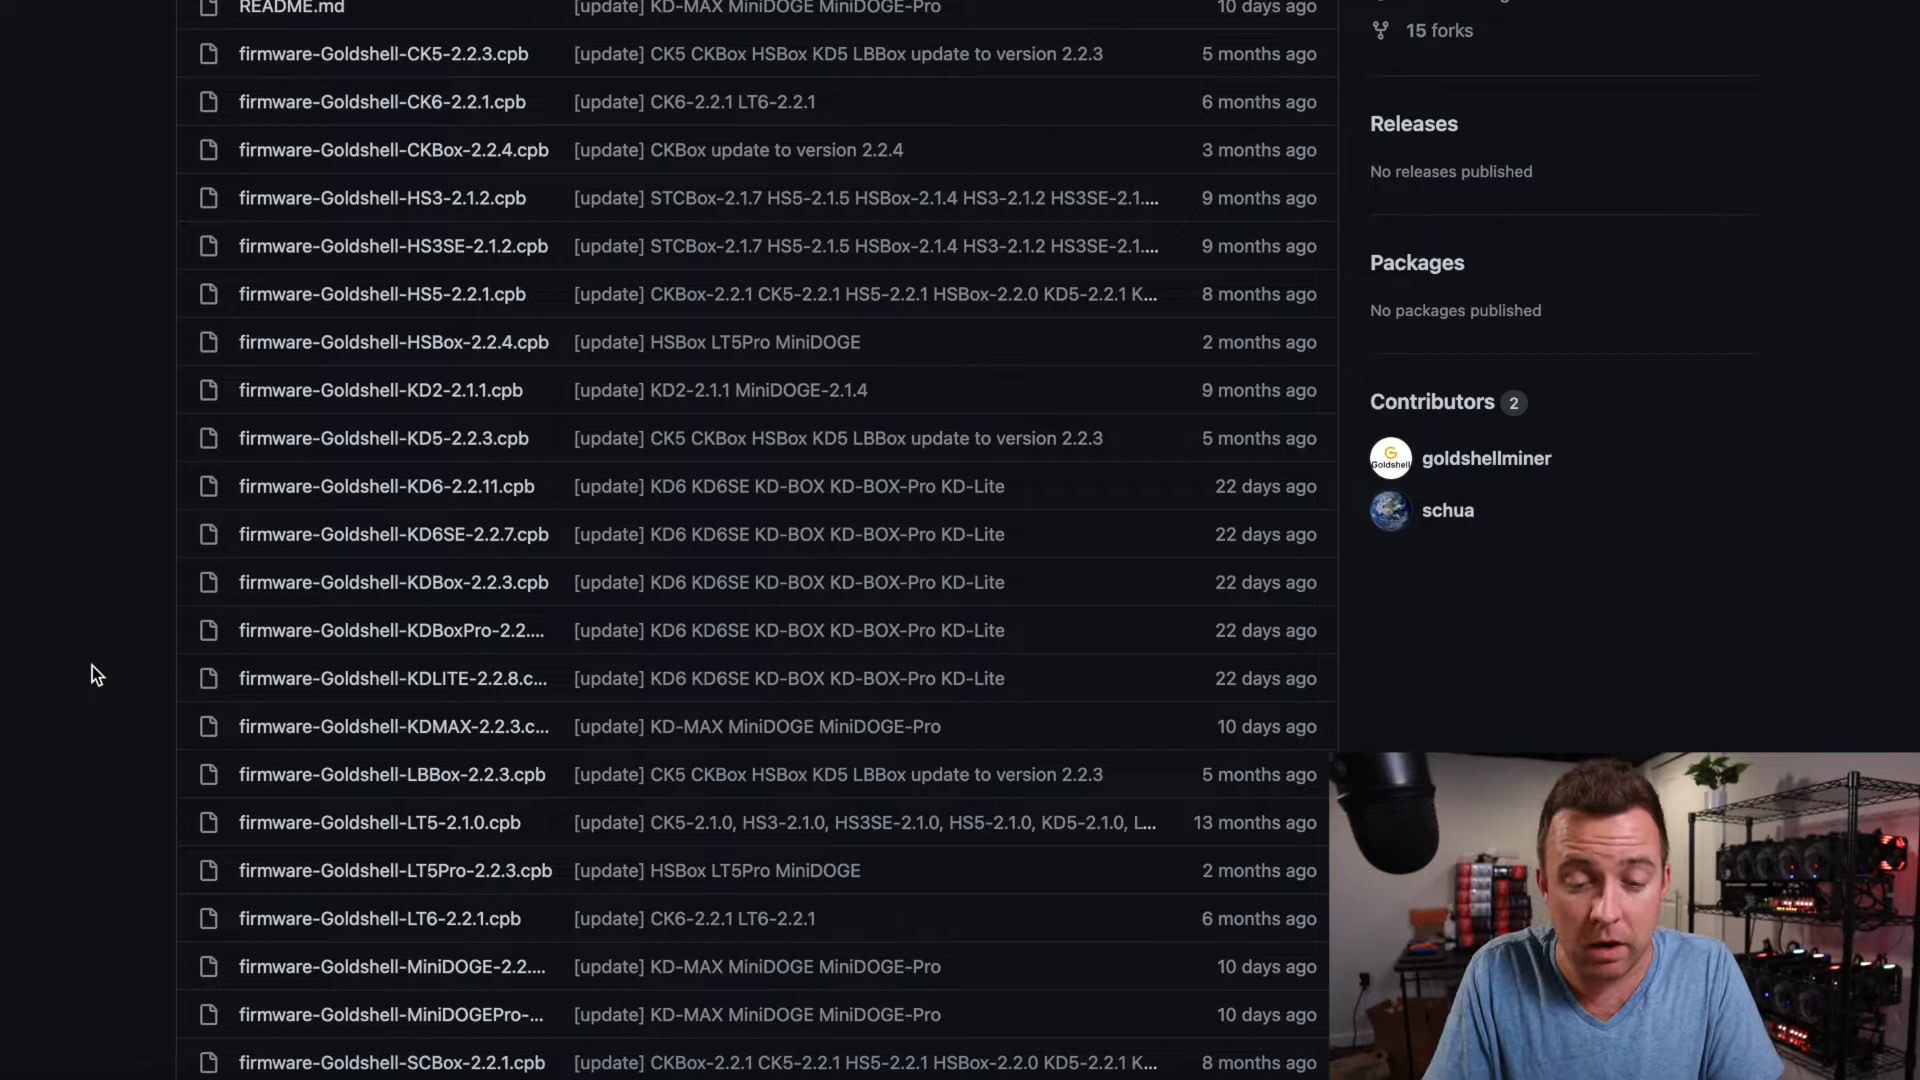 README.md [update] KD-MAX MiniDOGE MiniDOGE-Pro 10 days ago
firmware-Goldshell-CK5-2.2.3.cpb [update] CK5 CKBox HSBox KD5 LBBox update to version 2.2.3 5 months ago
firmware-Goldshell-CK6-2.2.1.cpb [update] CK6-2.2.1 LT6-2.2.1 6 months ago
firmware-Goldshell-CKBox-2.2.4.cpb [update] CKBox update to version 2.2.4 3 months ago
firmware-Goldshell-HS3-2.1.2.cpb [update] STCBox-2.1.7 HS5-2.1.5 HSBox-2.1.4 HS3-2.1.2 HS3SE-2.1.... 9 months ago
firmware-Goldshell-HS3SE-2.1.2.cpb [update] STCBox-2.1.7 HS5-2.1.5 HSBox-2.1.4 HS3-2.1.2 HS3SE-2.1.... 9 months ago
firmware-Goldshell-HS5-2.2.1.cpb [update] CKBox-2.2.1 CK5-2.2.1 HS5-2.2.1 HSBox-2.2.0 KD5-2.2.1 K... 8 months ago
firmware-Goldshell-HSBox-2.2.4.cpb [update] HSBox LT5Pro MiniDOGE 2 months ago
firmware-Goldshell-KD2-2.1.1.cpb [update] KD2-2.1.1 MiniDOGE-2.1.4 9 months ago
firmware-Goldshell-KD5-2.2.3.cpb [update] CK5 CKBox HSBox KD5 LBBox update to version 2.2.3 5 months ago
firmware-Goldshell-KD6-2.2.11.cpb [update] KD6 KD6SE KD-BOX KD-BOX-Pro KD-Lite 22 days ago
firmware-Goldshell-KD6SE-2.2.7.cpb [update] KD6 KD6SE KD-BOX KD-BOX-Pro KD-Lite 22 days ago
firmware-Goldshell-KDBox-2.2.3.cpb [update] KD6 KD6SE KD-BOX KD-BOX-Pro KD-Lite 22 days ago
firmware-Goldshell-KDBoxPro-2.2.... [update] KD6 KD6SE KD-BOX KD-BOX-Pro KD-Lite 22 days ago
firmware-Goldshell-KDLITE-2.2.8.c... [update] KD6 KD6SE KD-BOX KD-BOX-Pro KD-Lite 22 days ago
firmware-Goldshell-KDMAX-2.2.3.c... [update] KD-MAX MiniDOGE MiniDOGE-Pro 10 days ago
firmware-Goldshell-LBBox-2.2.3.cpb [update] CK5 CKBox HSBox KD5 LBBox update to version 2.2.3 5 months ago
firmware-Goldshell-LT5-2.1.0.cpb [update] CK5-2.1.0, HS3-2.1.0, HS3SE-2.1.0, HS5-2.1.0, KD5-2.1.0, L... 13 months ago
firmware-Goldshell-LT5Pro-2.2.3.cpb [update] HSBox LT5Pro MiniDOGE 2 months ago
firmware-Goldshell-LT6-2.2.1.cpb [update] CK6-2.2.1 LT6-2.2.1 6 months ago
firmware-Goldshell-MiniDOGE-2.2.... [update] KD-MAX MiniDOGE MiniDOGE-Pro 10 days ago
firmware-Goldshell-MiniDOGEPro-... [update] KD-MAX MiniDOGE MiniDOGE-Pro 10 days ago
firmware-Goldshell-SCBox-2.2.1.cpb [update] CKBox-2.2.1 CK5-2.2.1 HS5-2.2.1 HSBox-2.2.0 KD5-2.2.1 K... 8 months ago
15 forks
Releases
No releases published
Packages
No packages published
Contributors 2
G
Goldshell
goldshellminer
schua